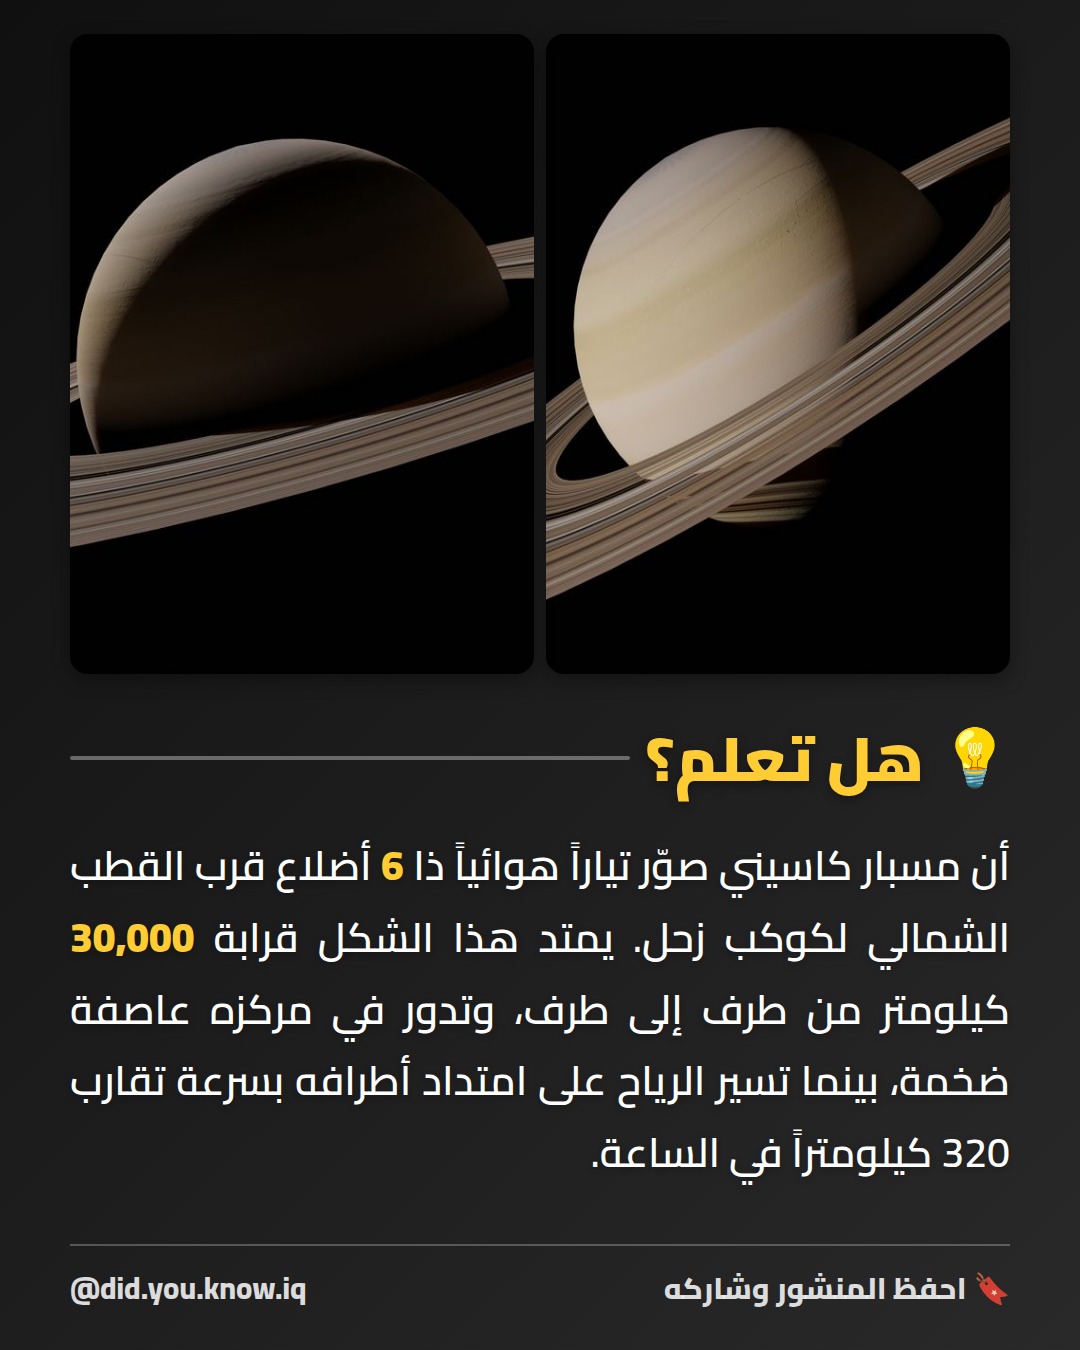 💡 هل تعلم؟
أن مسبار كاسيني صوّر تياراً هوائياً ذا 6 أضلاع قرب القطب
الشمالي لكوكب زحل. يمتد هذا الشكل قرابة 30,000
كيلومتر من طرف إلى طرف، وتدور في مركزه عاصفة
ضخمة، بينما تسير الرياح على امتداد أطرافه بسرعة تقارب
320 كيلومتراً في الساعة.
🔖 احفظ المنشور وشاركه
@did.you.know.iq